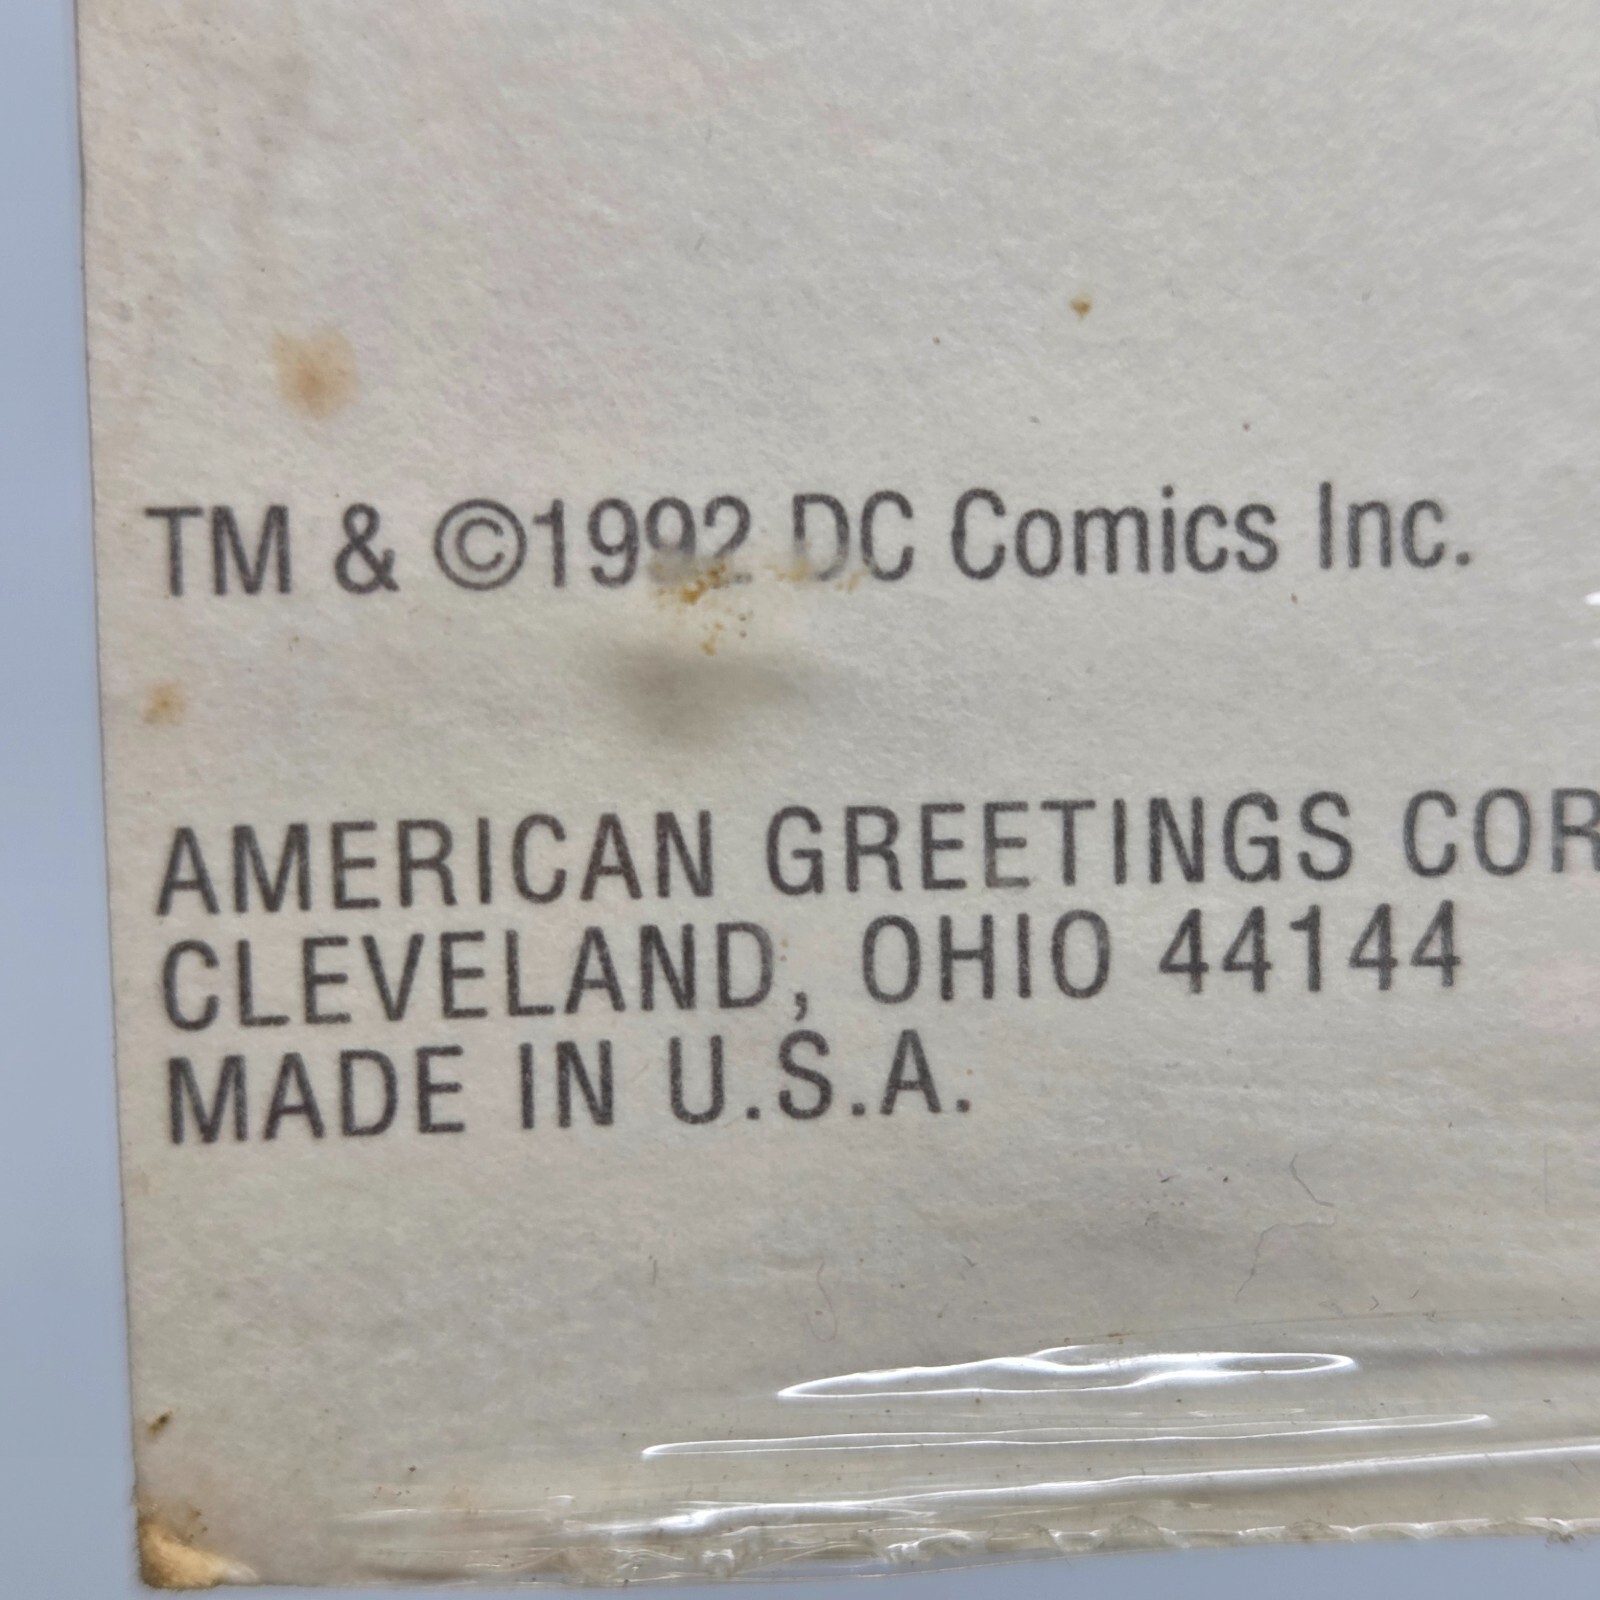 TM & ©1992 DC Comics Inc.
AMERICAN GREETINGS COR
CLEVELAND, OHIO 44144
MADE IN U.S.A.